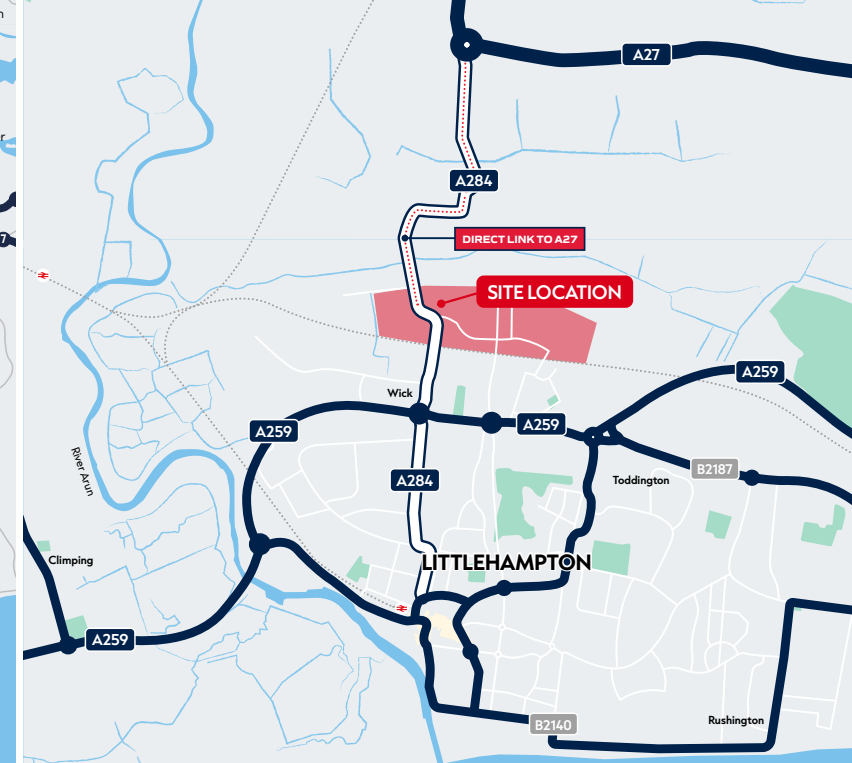 A27
A284
DIRECT LINK TO A27
SITE LOCATION
A259
Wick
A259
A259
River Arun
A284
B2187
Toddington
Climping
LITTLEHAMPTON
A259
B2140
Rushington